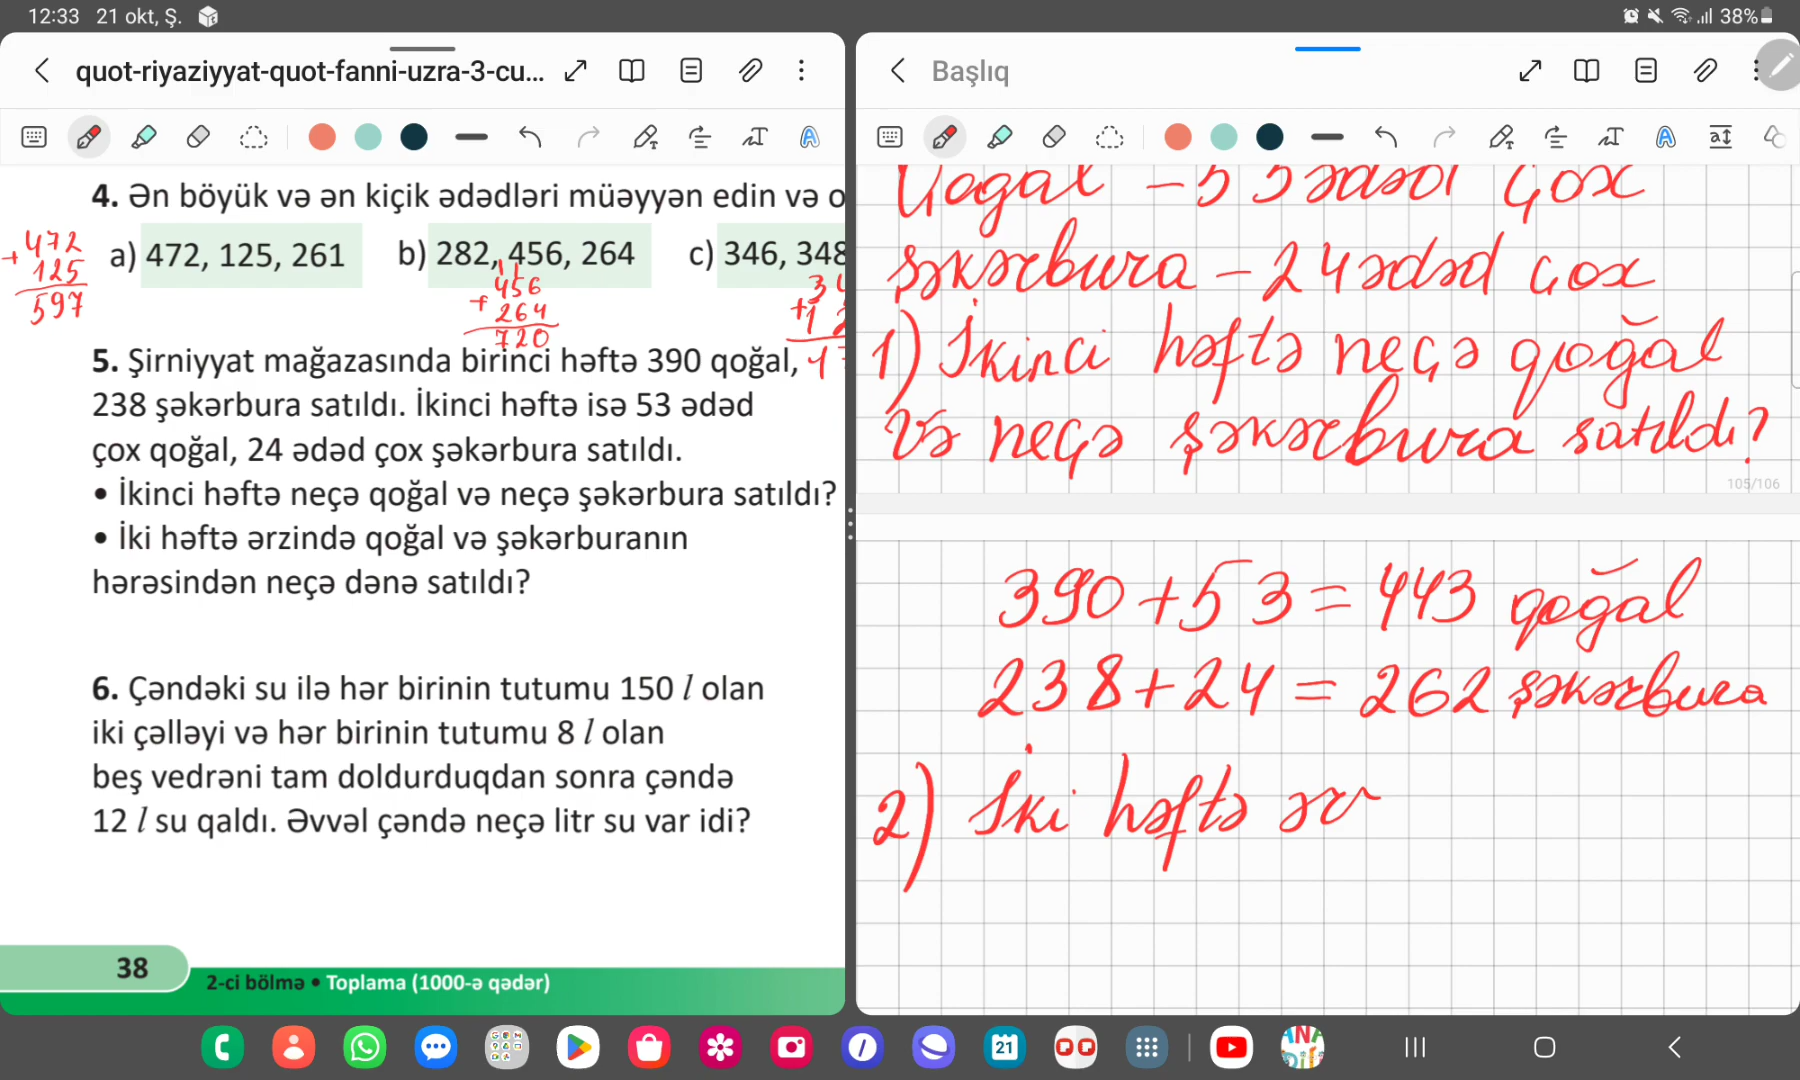 12:33 21 okt, Ş.
38%
quot-riyaziyyat-quot-fanni-uzra-3-cu...
4. Ən böyük və ən kiçik ədədləri müəyyən edin və o
a) 472, 125, 261 b) 282, 456, 264 c) 346, 348
472
+ 125
597
11
456
+ 264
720
5. Şirniyyat mağazasında birinci həftə 390 qoğal,
238 şəkərbura satıldı. İkinci həftə isə 53 ədəd
çox qoğal, 24 ədəd çox şəkərbura satıldı.
• İkinci həftə neçə qoğal və neçə şəkərbura satıldı?
• İki həftə ərzində qoğal və şəkərburanın
hərəsindən neçə dənə satıldı?
6. Çəndəki su ilə hər birinin tutumu 150 l olan
iki çəlləyi və hər birinin tutumu 8 l olan
beş vedrəni tam doldurduqdan sonra çəndə
12 l su qaldı. Əvvəl çəndə neçə litr su var idi?
38
2-ci bölmə • Toplama (1000-ə qədər)
Başlıq
Qoğal – 53 ədəd çox
şəkərbura – 24 ədəd çox
1) İkinci həftə neçə qoğal
və neçə şəkərbura satıldı?
105/106
390 + 53 = 443 qoğal
238 + 24 = 262 şəkərbura
2) İki həftə ər
21